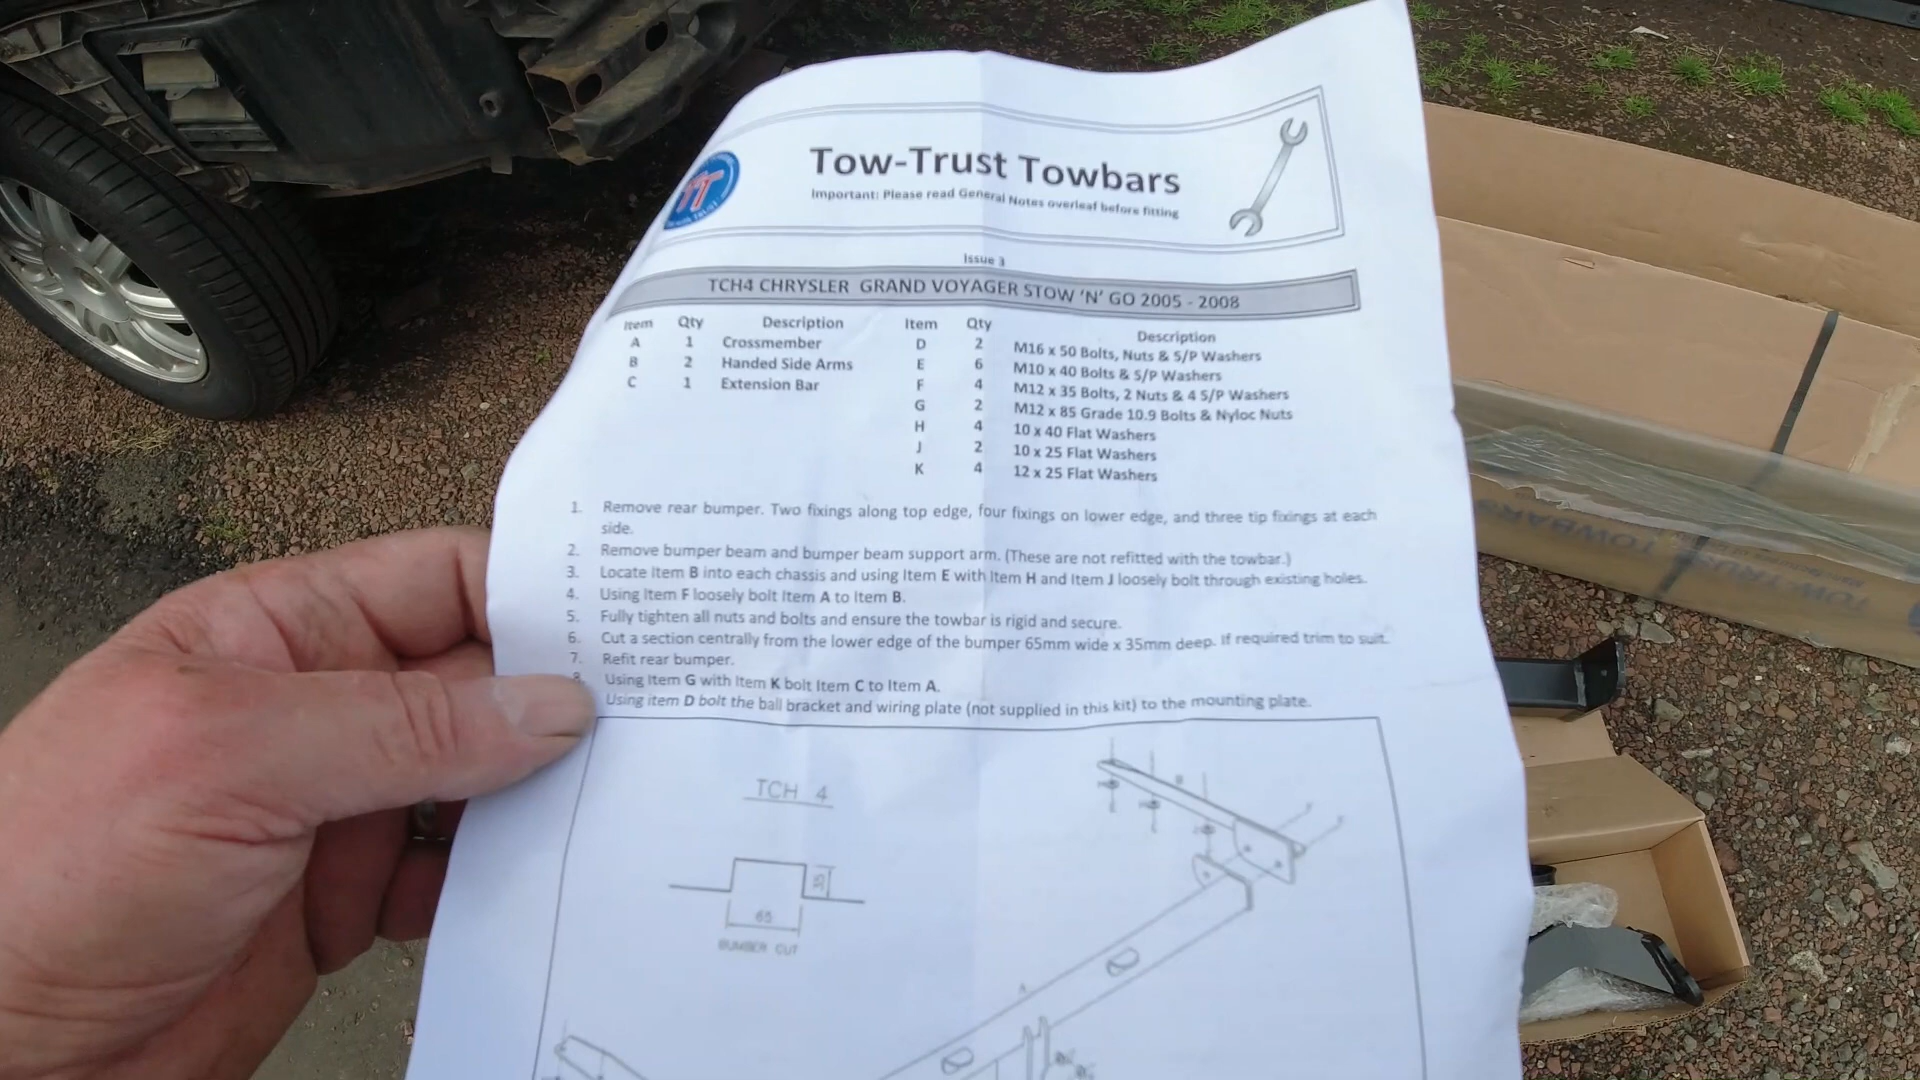 Tow-Trust Towbars
Important: Please read General Notes overleaf before fitting
TT
Issue 3
TCH4 CHRYSLER GRAND VOYAGER STOW 'N' GO 2005 - 2008
Item Qty Description Item Qty Description
A 1 Crossmember D 2 M16 x 50 Bolts, Nuts & S/P Washers
B 2 Handed Side Arms E 6 M10 x 40 Bolts & S/P Washers
C 1 Extension Bar F 4 M12 x 35 Bolts, 2 Nuts & 4 S/P Washers
G 2 M12 x 85 Grade 10.9 Bolts & Nyloc Nuts
H 4 10 x 40 Flat Washers
J 2 10 x 25 Flat Washers
K 4 12 x 25 Flat Washers
1. Remove rear bumper. Two fixings along top edge, four fixings on lower edge, and three tip fixings at each
side.
2. Remove bumper beam and bumper beam support arm. (These are not refitted with the towbar.)
3. Locate Item B into each chassis and using Item E with Item H and Item J loosely bolt through existing holes.
4. Using Item F loosely bolt Item A to Item B.
5. Fully tighten all nuts and bolts and ensure the towbar is rigid and secure.
6. Cut a section centrally from the lower edge of the bumper 65mm wide x 35mm deep. If required trim to suit.
7. Refit rear bumper.
8. Using Item G with Item K bolt Item C to Item A.
Using item D bolt the ball bracket and wiring plate (not supplied in this kit) to the mounting plate.
TCH 4
35
65
BUMBER CUT
A
TOWTRUST TOWBARS